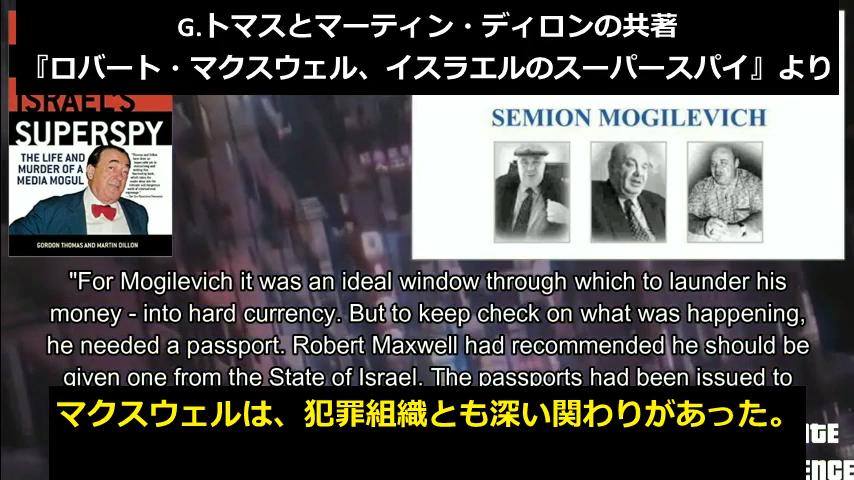 G.トマスとマーティン・ディロンの共著
『ロバート・マクスウェル、イスラエルのスーパースパイ』より
ISRAEL'S
SUPERSPY
THE LIFE AND
MURDER OF A
MEDIA MOGUL
GORDON THOMAS AND MARTIN DILLON
SEMION MOGILEVICH
"For Mogilevich it was an ideal window through which to launder his
money - into hard currency. But to keep check on what was happening,
he needed a passport. Robert Maxwell had recommended he should be
given one from the State of Israel. The passports had been issued to
マクスウェルは、犯罪組織とも深い関わりがあった。